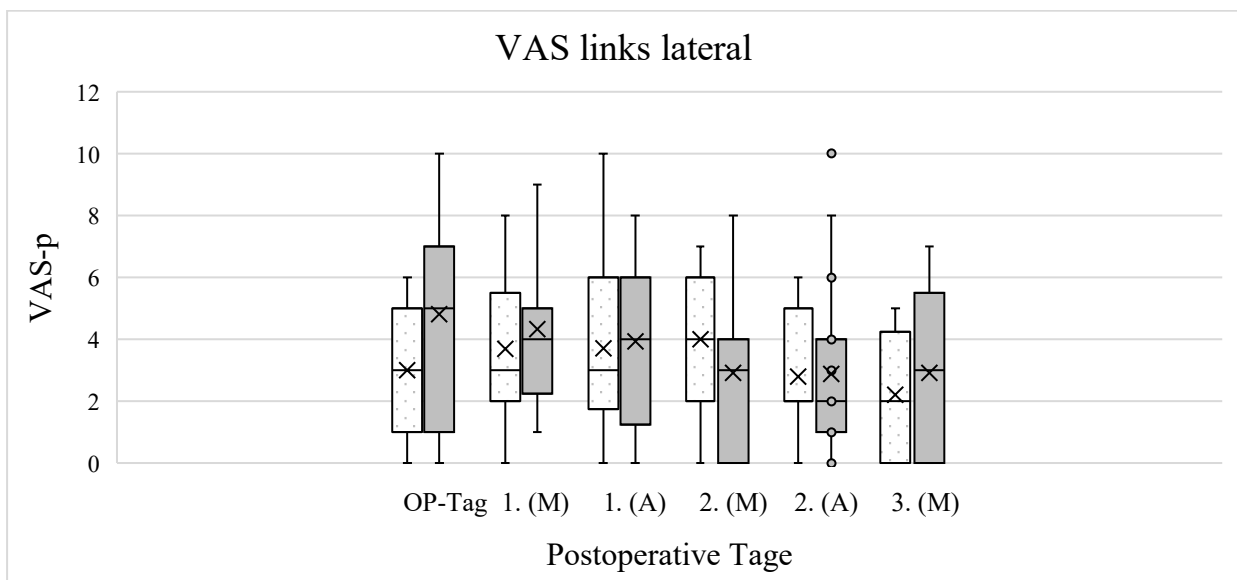 VAS links lateral
12
10
8
6
4
2
0
VAS-p
OP-Tag 1. (M) 1. (A) 2. (M) 2. (A) 3. (M)
Postoperative Tage